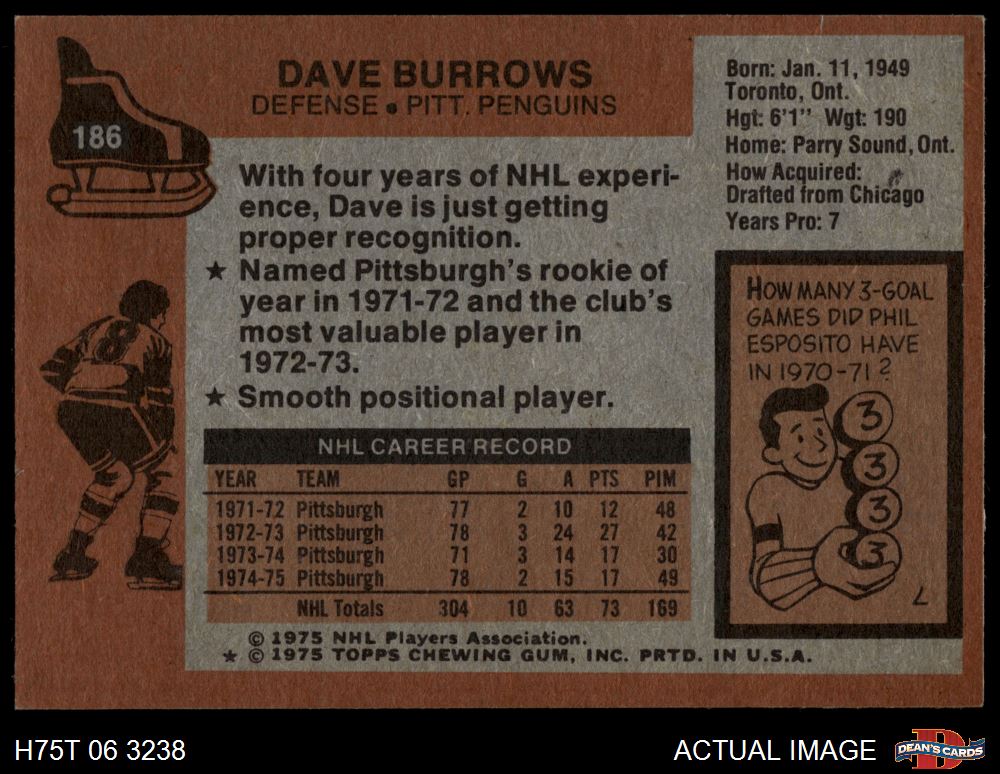 186
DAVE BURROWS
DEFENSE • PITT. PENGUINS
Born: Jan. 11, 1949
Toronto, Ont.
Hgt: 6'1" Wgt: 190
Home: Parry Sound, Ont.
How Acquired:
Drafted from Chicago
Years Pro: 7
With four years of NHL experi-
ence, Dave is just getting
proper recognition.
★ Named Pittsburgh's rookie of
year in 1971-72 and the club's
most valuable player in
1972-73.
★ Smooth positional player.
8
HOW MANY 3-GOAL
GAMES DID PHIL
ESPOSITO HAVE
IN 1970-71?
3
3
3
3
L
NHL CAREER RECORD
YEAR TEAM GP G A PTS PIM
1971-72 Pittsburgh 77 2 10 12 48
1972-73 Pittsburgh 78 3 24 27 42
1973-74 Pittsburgh 71 3 14 17 30
1974-75 Pittsburgh 78 2 15 17 49
NHL Totals 304 10 63 73 169
© 1975 NHL Players Association.
★ © 1975 TOPPS CHEWING GUM, INC. PRTD. IN U.S.A.
H75T 06 3238
ACTUAL IMAGE
D
DEAN'S CARDS